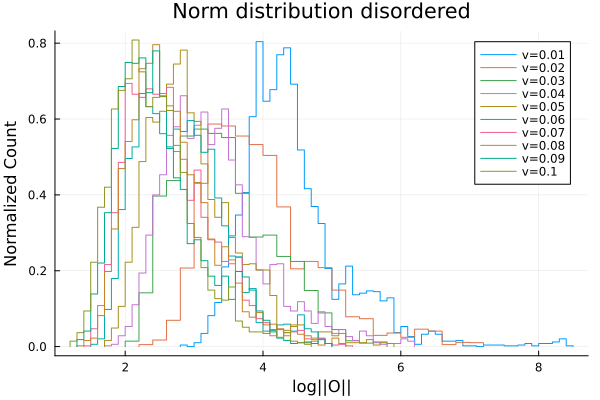 Norm distribution disordered
Normalized Count
0.8
0.6
0.4
0.2
0.0
2
4
6
8
log||O||
v=0.01
v=0.02
v=0.03
v=0.04
v=0.05
v=0.06
v=0.07
v=0.08
v=0.09
v=0.1